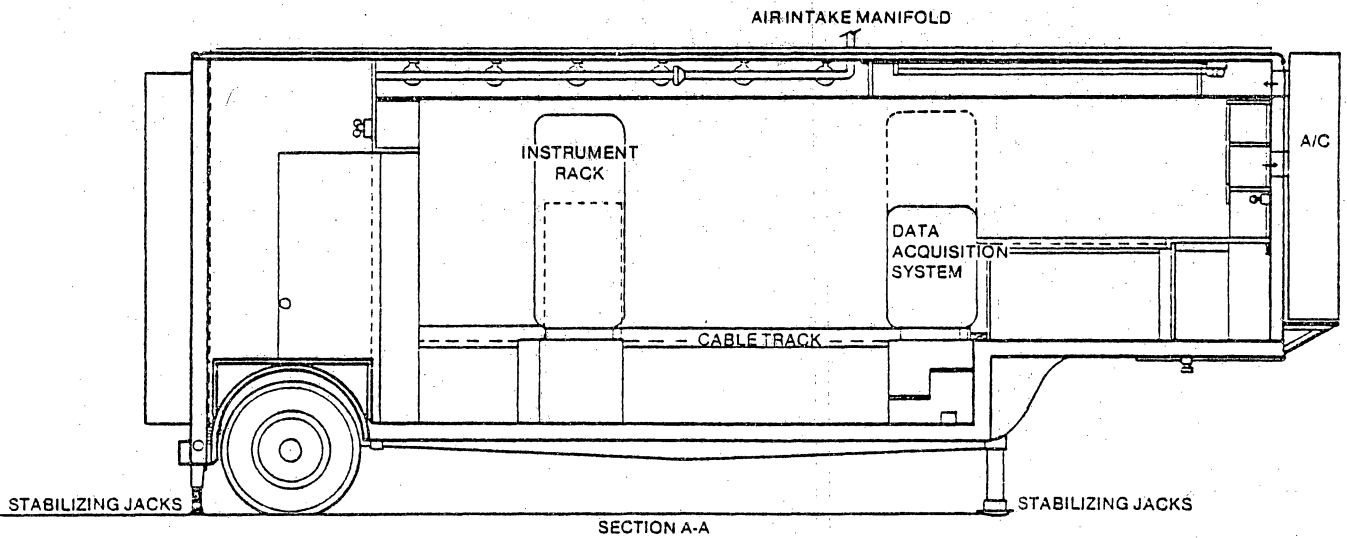 AIR INTAKE MANIFOLD
A/C
INSTRUMENT
RACK
DATA
ACQUISITION
SYSTEM
CABLE TRACK
STABILIZING JACKS
STABILIZING JACKS
SECTION A-A